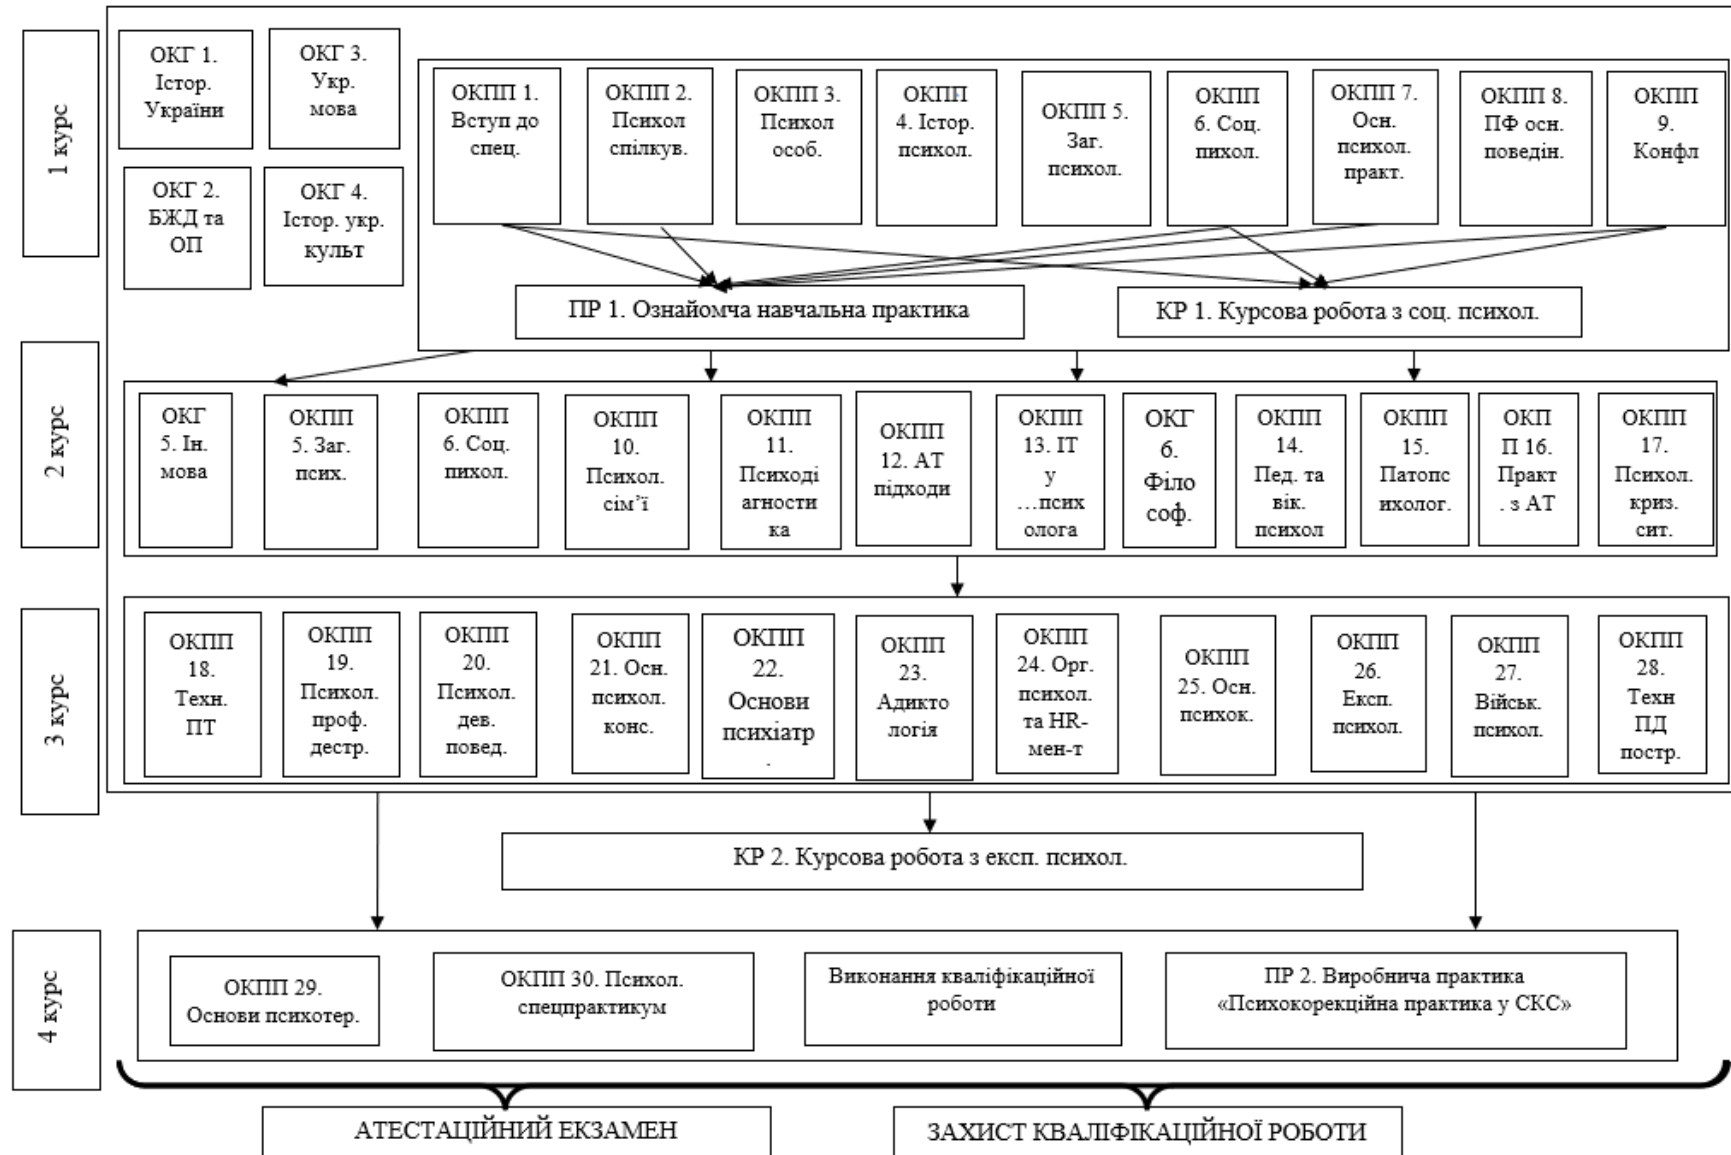 1 курс
ОКГ 1.
Істор.
України
ОКГ 3.
Укр.
мова
ОКГ 2.
БЖД та
ОП
ОКГ 4.
Істор. укр.
культ
ОКПП 1.
Вступ до
спец.
ОКПП 2.
Психол
спілкув.
ОКПП 3.
Психол
особ.
ОКПП
4. Істор.
психол.
ОКПП 5.
Заг.
психол.
ОКПП
6. Соц.
пихол.
ОКПП 7.
Осн.
психол.
практ.
ОКПП 8.
ПФ осн.
поведін.
ОКПП
9.
Конфл
ПР 1. Ознайомча навчальна практика
КР 1. Курсова робота з соц. психол.
2 курс
ОКГ
5. Ін.
мова
ОКПП
5. Заг.
псих.
ОКПП
6. Соц.
пихол.
ОКПП
10.
Психол.
сім’ї
ОКПП
11.
Псиході
агности
ка
ОКПП
12. АТ
підходи
ОКПП
13. ІТ
у
…псих
олога
ОКГ
6.
Філо
соф.
ОКПП
14.
Пед. та
вік.
психол
ОКПП
15.
Патопс
ихолог.
ОКП
П 16.
Практ
. з АТ
ОКПП
17.
Психол.
криз.
сит.
3 курс
ОКПП
18.
Техн.
ПТ
ОКПП
19.
Психол.
проф.
дестр.
ОКПП
20.
Психол.
дев.
повед.
ОКПП
21. Осн.
психол.
конс.
ОКПП
22.
Основи
психіатр
.
ОКПП
23.
Адикто
логія
ОКПП
24. Орг.
психол.
та HR-
мен-т
ОКПП
25. Осн.
психок.
ОКПП
26.
Експ.
психол.
ОКПП
27.
Військ.
психол.
ОКПП
28.
Техн
ПД
постр.
КР 2. Курсова робота з експ. психол.
4 курс
ОКПП 29.
Основи психотер.
ОКПП 30. Психол.
спецпрактикум
Виконання кваліфікаційної
роботи
ПР 2. Виробнича практика
«Психокорекційна практика у СКС»
АТЕСТАЦІЙНИЙ ЕКЗАМЕН
ЗАХИСТ КВАЛІФІКАЦІЙНОЇ РОБОТИ